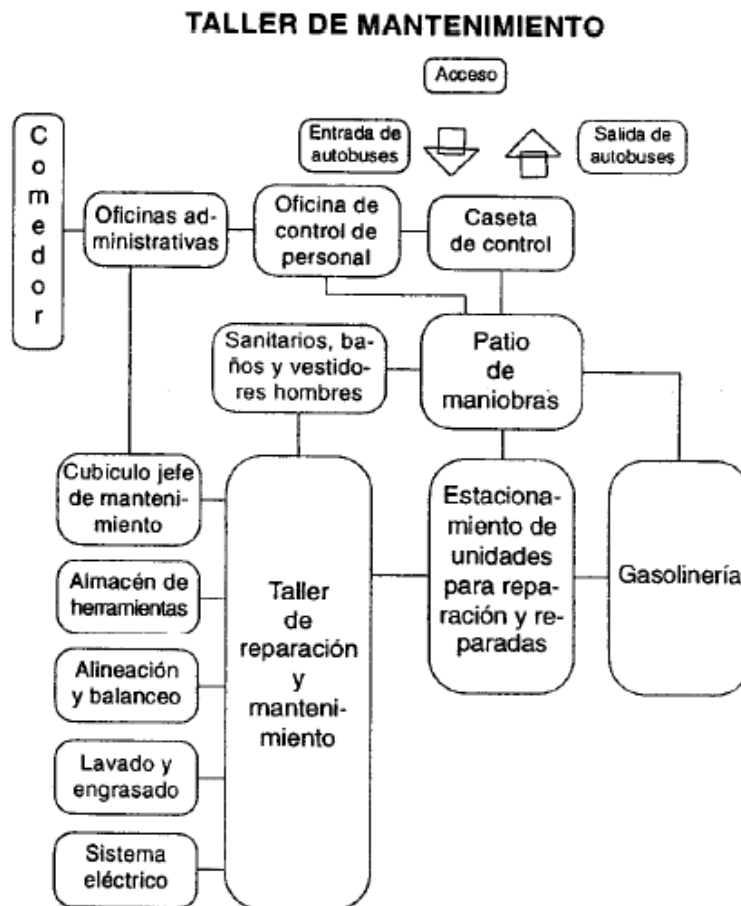 TALLER DE MANTENIMIENTO
Acceso
Entrada de
autobuses
Salida de
autobuses
C
o
m
e
d
o
r
Oficinas ad-
ministrativas
Oficina de
control de
personal
Caseta
de control
Sanitarios, ba-
ños y vestido-
res hombres
Patio
de
maniobras
Cubiculo jefe
de manteni-
miento
Almacén de
herramientas
Alineación
y balanceo
Lavado y
engrasado
Sistema
eléctrico
Taller
de
reparación
y
manteni-
miento
Estaciona-
miento de
unidades
para repa-
ración y re-
paradas
Gasolinería